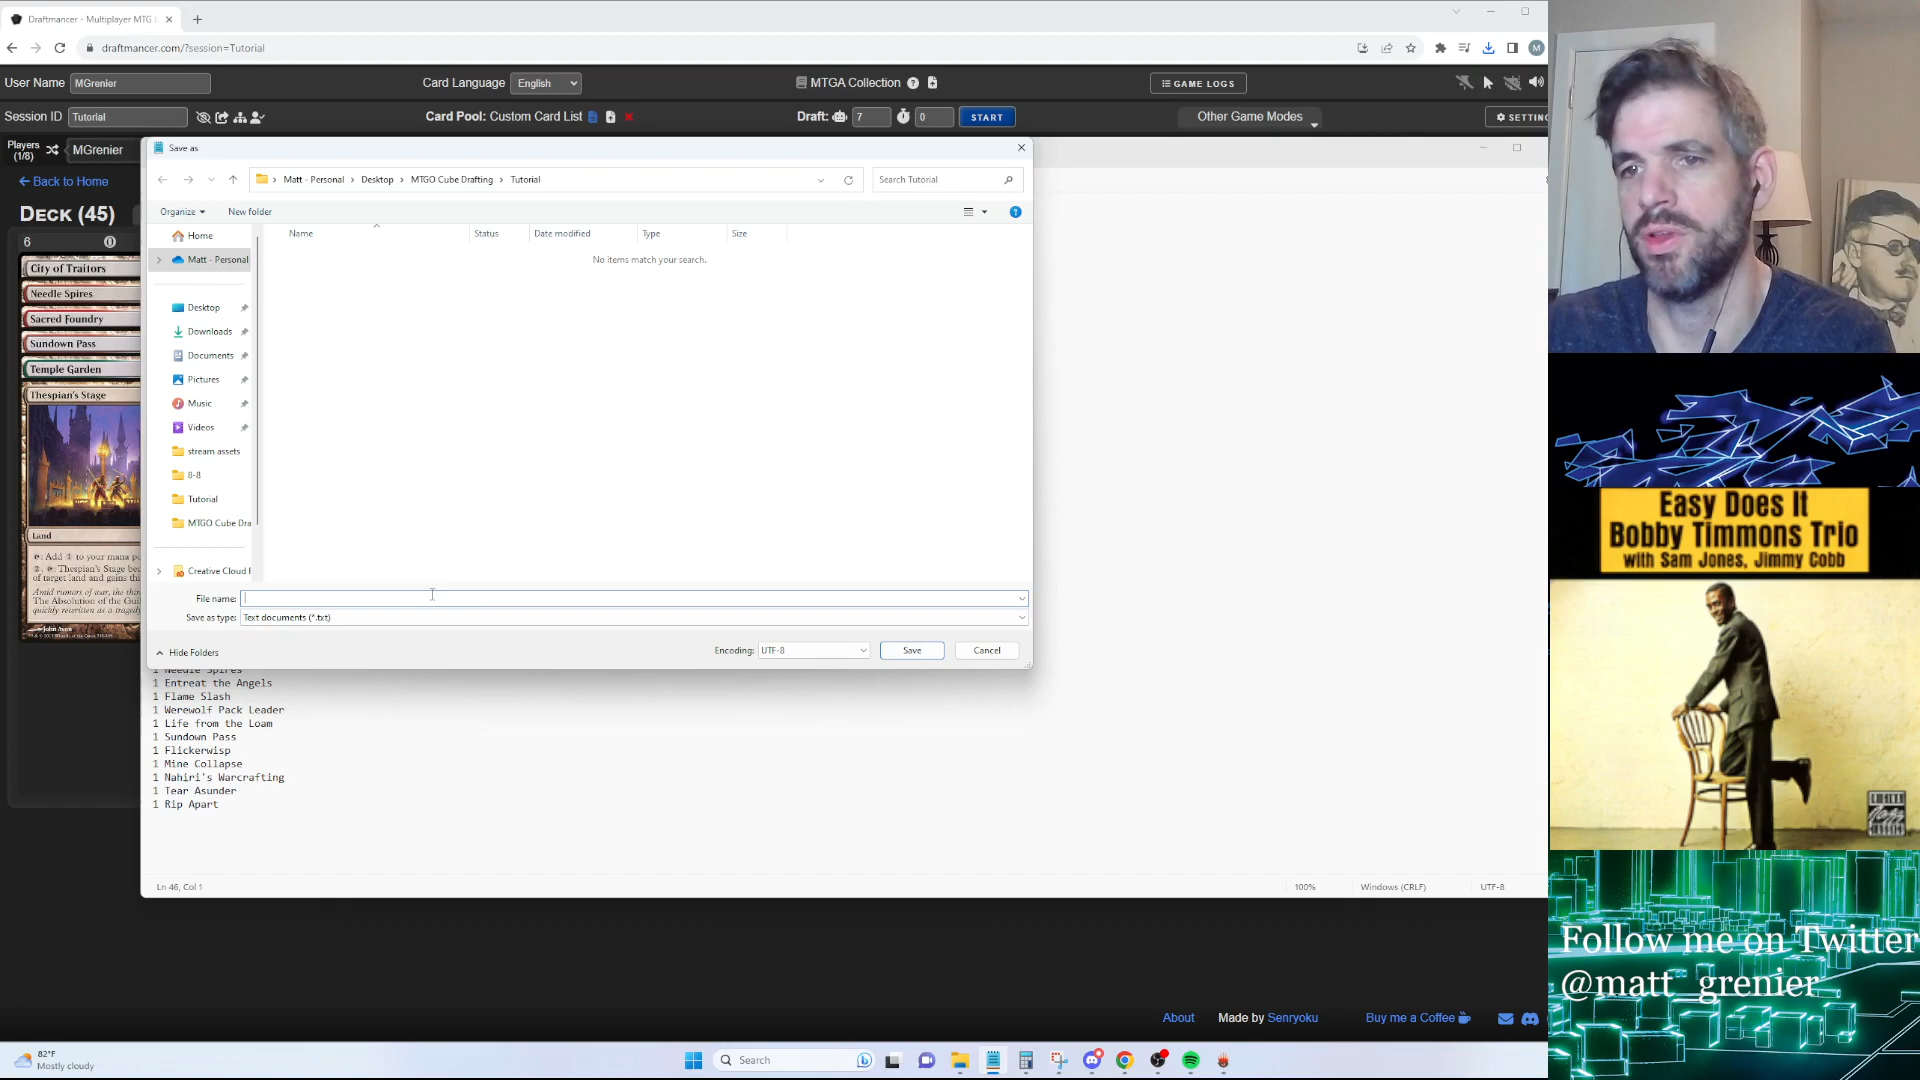 Draftmancer - Multiplayer MTG
draftmancer.com/?session=Tutorial
M
User Name MGrenier
Card Language English
MTGA Collection
GAME LOGS
Session ID Tutorial
Card Pool: Custom Card List
Draft: 7 0 START
Other Game Modes
SETTING
Players
(1/8)
MGrenier
Back to Home
DECK (45)
6
City of Traitors
Needle Spires
Sacred Foundry
Sundown Pass
Temple Garden
Thespian's Stage
Land
Save as
Matt - Personal > Desktop > MTGO Cube Drafting > Tutorial
Search Tutorial
Organize
New folder
Name
Status
Date modified
Type
Size
No items match your search.
Home
Matt - Personal
Desktop
Downloads
Documents
Pictures
Music
Videos
stream assets
8-8
Tutorial
MTGO Cube Dra
Creative Cloud F
File name:
Save as type: Text documents (*.txt)
Hide Folders
Encoding: UTF-8
Save
Cancel
1 Needle Spires
1 Entreat the Angels
1 Flame Slash
1 Werewolf Pack Leader
1 Life from the Loam
1 Sundown Pass
1 Flickerwisp
1 Mine Collapse
1 Nahiri's Warcrafting
1 Tear Asunder
1 Rip Apart
Ln 46, Col 1
100%
Windows (CRLF)
UTF-8
About
Made by Senryoku
Buy me a Coffee
82°F
Mostly cloudy
Search
Easy Does It
Bobby Timmons Trio
with Sam Jones, Jimmy Cobb
Follow me on Twitter
@matt_grenier